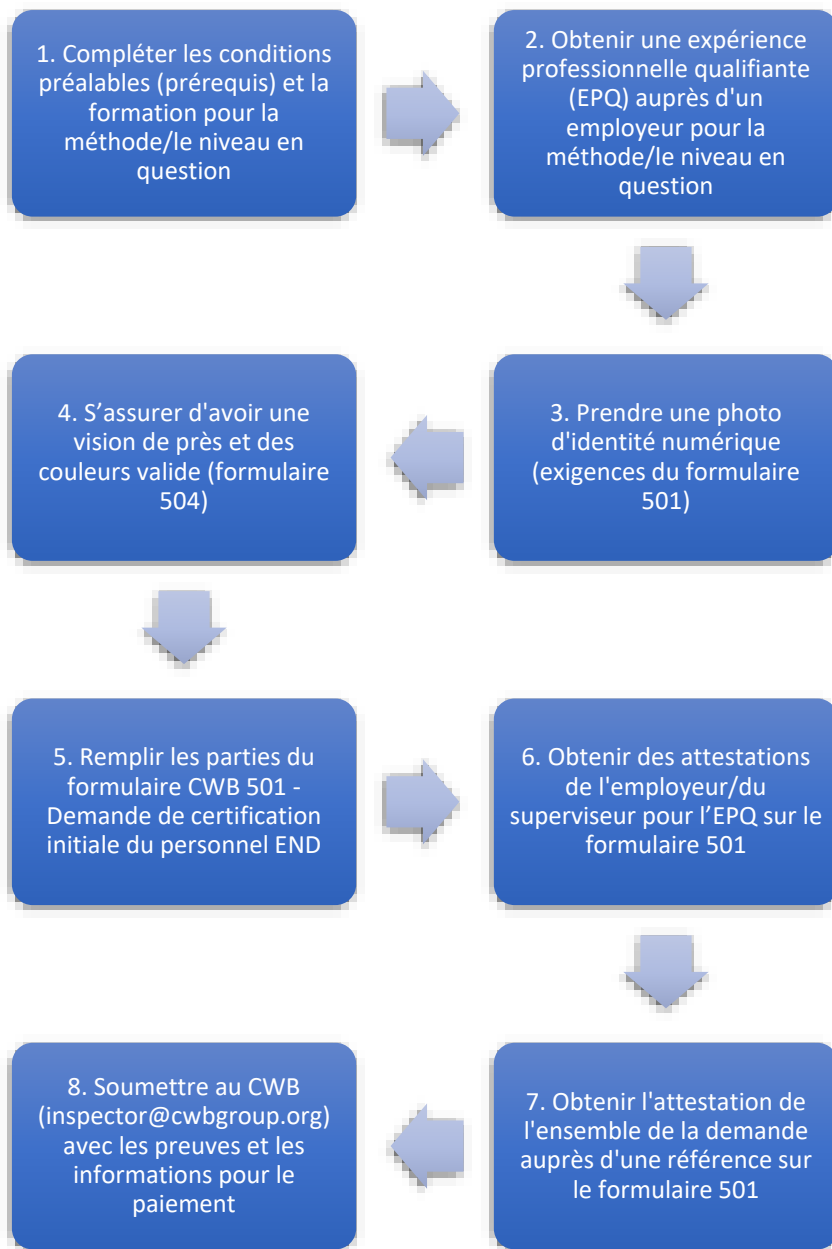 1. Compléter les conditions
préalables (prérequis) et la
formation pour la
méthode/le niveau en
question
2. Obtenir une expérience
professionnelle qualifiante
(EPQ) auprès d'un
employeur pour la
méthode/le niveau en
question
3. Prendre une photo
d'identité numérique
(exigences du formulaire
501)
4. S’assurer d'avoir une
vision de près et des
couleurs valide (formulaire
504)
5. Remplir les parties du
formulaire CWB 501 -
Demande de certification
initiale du personnel END
6. Obtenir des attestations
de l'employeur/du
superviseur pour l’EPQ sur le
formulaire 501
7. Obtenir l'attestation de
l'ensemble de la demande
auprès d'une référence sur
le formulaire 501
8. Soumettre au CWB
(inspector@cwbgroup.org)
avec les preuves et les
informations pour le
paiement